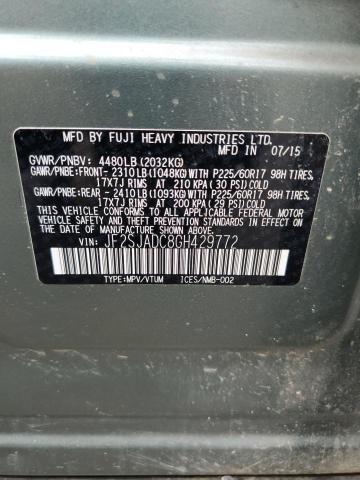 MFD BY FUJI HEAVY INDUSTRIES LTD.
MFD IN 07/15
GVWR/PNBV: 4480LB(2032KG)
GAWR/PNBE:FRONT- 2310LB(1048KG) WITH P225/60R17 98H TIRES
17X7J RIMS AT 210 KPA (30 PSI) COLD
GAWR/PNBE:REAR - 2410LB(1093KG) WITH P225/60R17 98H TIRES
17X7J RIMS AT 200 KPA (29 PSI) COLD
THIS VEHICLE CONFORMS TO ALL APPLICABLE FEDERAL MOTOR
VEHICLE SAFETY STANDARDS IN EFFECT ON THE DATE OF
MANUFACTURE SHOWN ABOVE.
VIN: JF2SJADC8GH429772
TYPE:MPV/VTUM ICES/NMB-002